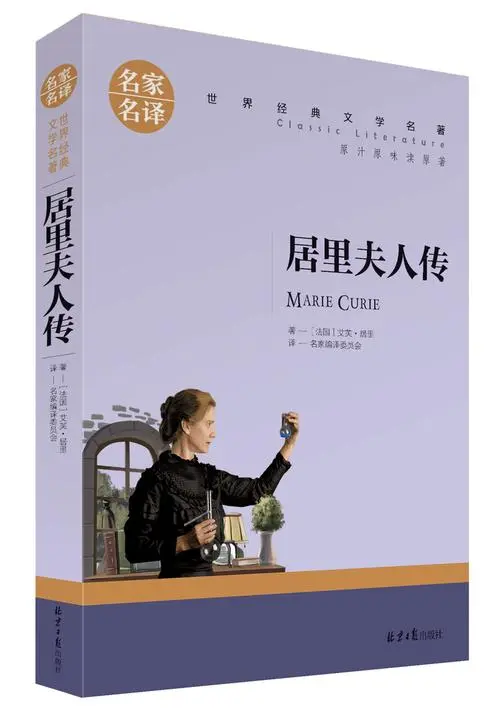 名家
名译
世界经典
文学名著
居里夫人传
著 — [法国] 艾芙·居里
译 — 名家编译委员会
北京日报出版社
名家
名译
世界经典文学名著
Classic Literature
原汁原味读原著
居里夫人传
MARIE CURIE
著 — [法国] 艾芙·居里
译 — 名家编译委员会
北京日报出版社